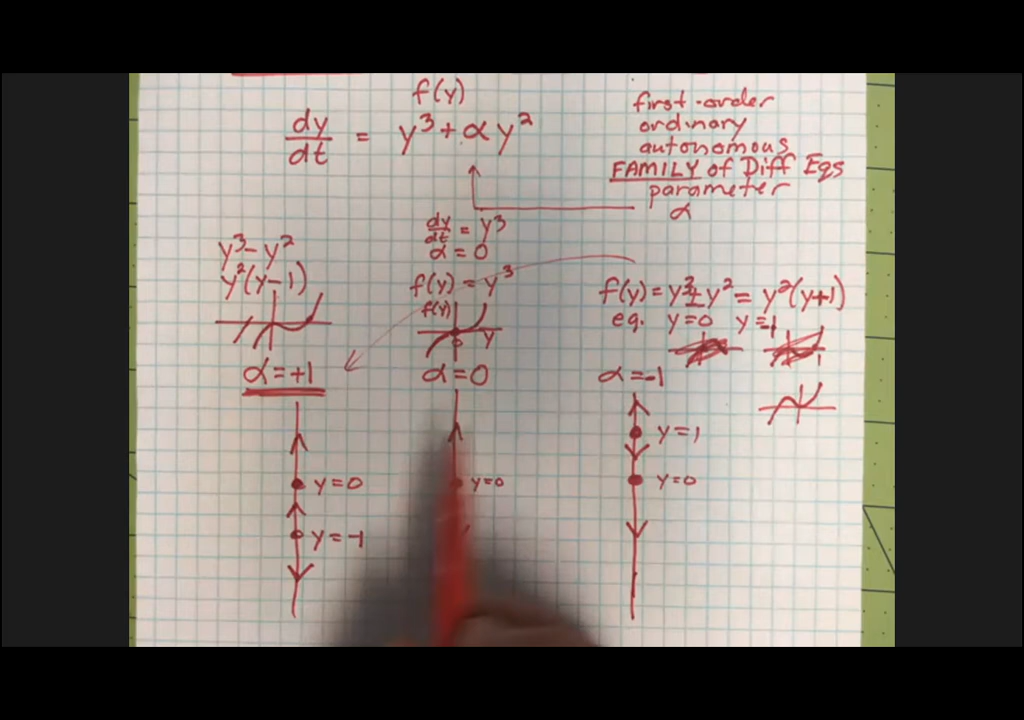 f(y)
dy/dt = y³ + αy²
first-order
ordinary
autonomous
FAMILY of Diff Eqs
parameter
α
dy/dt = y³
α = 0
f(y) = y³
f(y)
y
α = 0
y=0
y³ - y²
y²(y-1)
α = +1
y=0
y=-1
f(y) = y³ ± y² = y²(y+1)
eq. y=0 y=-1
α = -1
y=1
y=0